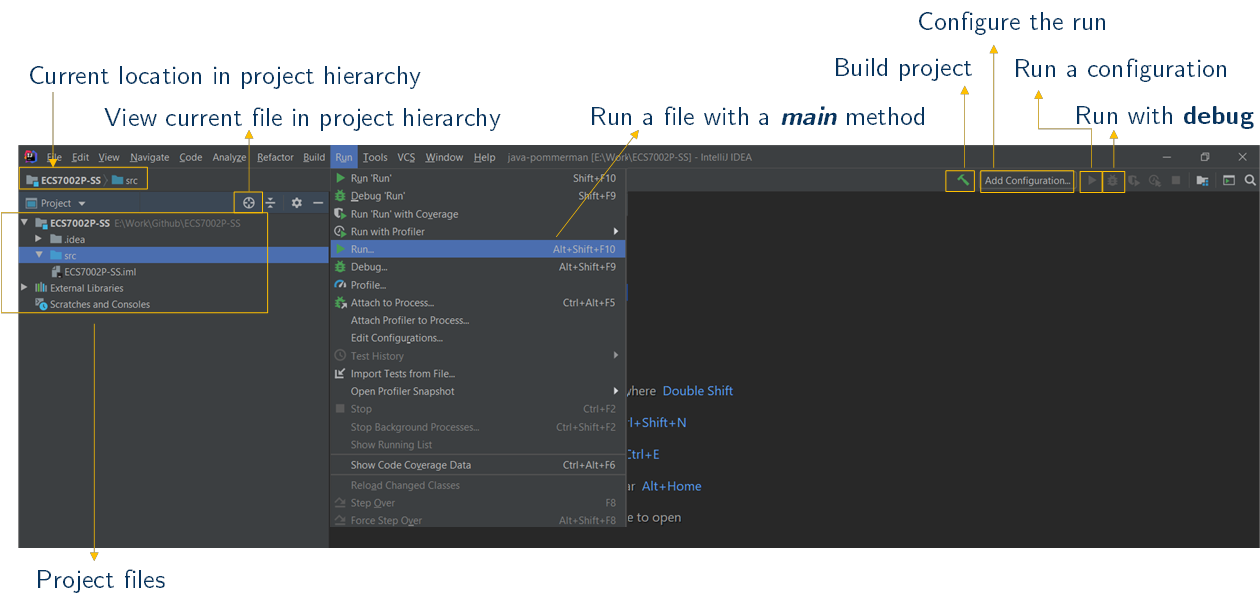 Configure the run
Current location in project hierarchy
Build project
Run a configuration
View current file in project hierarchy
Run a file with a main method
Run with debug
File Edit View Navigate Code Analyze Refactor Build Run Tools VCS Window Help java-pommerman [E:\Work\ECS7002P-SS] - IntelliJ IDEA
ECS7002P-SS src
Add Configuration...
Project
ECS7002P-SS E:\Work\Github\ECS7002P-SS
.idea
src
ECS7002P-SS.iml
External Libraries
Scratches and Consoles
Run 'Run' Shift+F10
Debug 'Run' Shift+F9
Run 'Run' with Coverage
Run with Profiler
Run... Alt+Shift+F10
Debug... Alt+Shift+F9
Profile...
Attach to Process... Ctrl+Alt+F5
Attach Profiler to Process...
Edit Configurations...
Test History
Import Tests from File...
Open Profiler Snapshot
Stop Ctrl+F2
Stop Background Processes... Ctrl+Shift+F2
Show Running List
Show Code Coverage Data Ctrl+Alt+F6
Reload Changed Classes
Step Over F8
Force Step Over Alt+Shift+F8
where Double Shift
l+Shift+N
Ctrl+E
ar Alt+Home
e to open
Project files